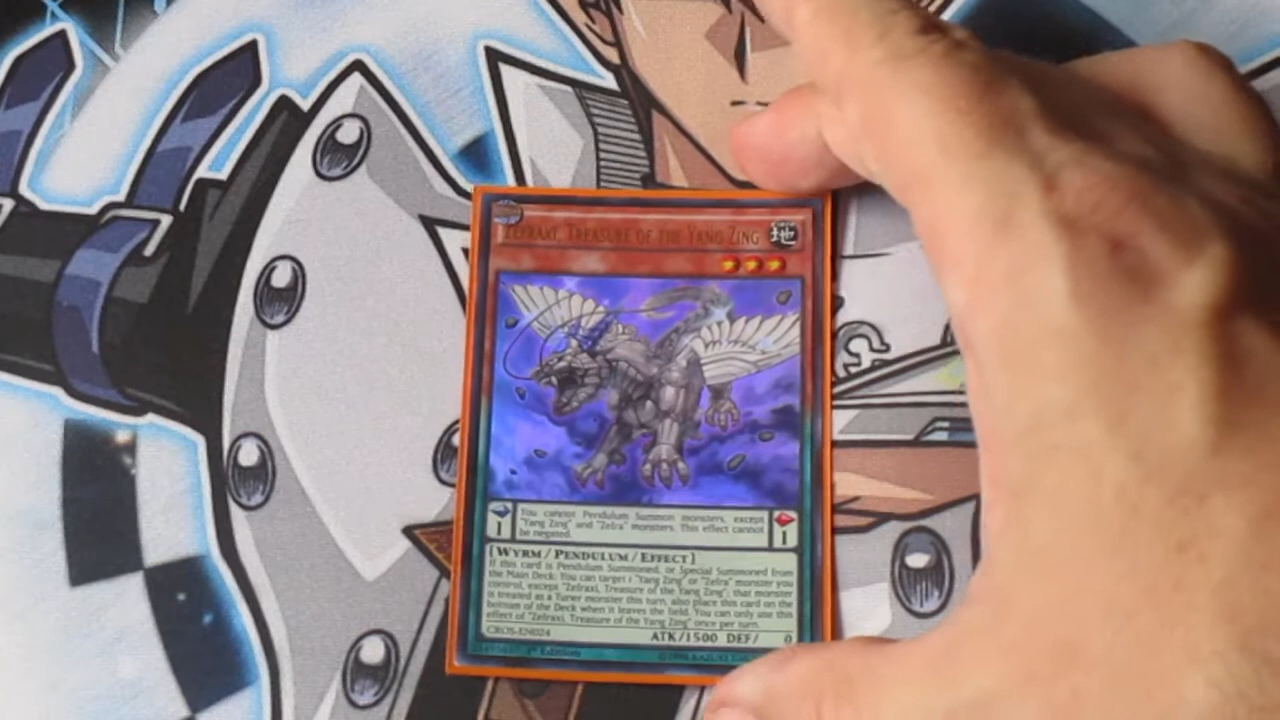 ZEFRAXI, TREASURE OF THE YANG ZING
地
You cannot Pendulum Summon monsters, except
"Yang Zing" and "Zefra" monsters. This effect cannot
be negated.
1
1
[WYRM/PENDULUM/EFFECT]
If this card is Pendulum Summoned, or Special Summoned from
the Main Deck: You can target 1 "Yang Zing" or "Zefra" monster you
control, except "Zefraxi, Treasure of the Yang Zing"; that monster
is treated as a Tuner monster this turn, also place this card on the
bottom of the Deck when it leaves the field. You can only use this
effect of "Zefraxi, Treasure of the Yang Zing" once per turn.
ATK/1500 DEF/ 0
CROS-EN024
1st Edition